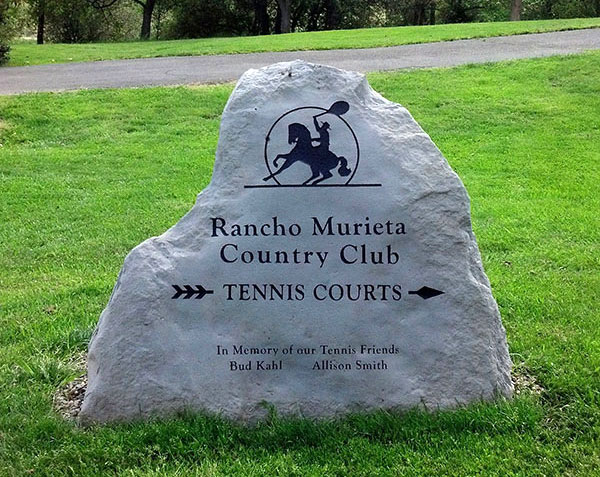 Rancho Murieta
Country Club
TENNIS COURTS
In Memory of our Tennis Friends
Bud Kahl Allison Smith